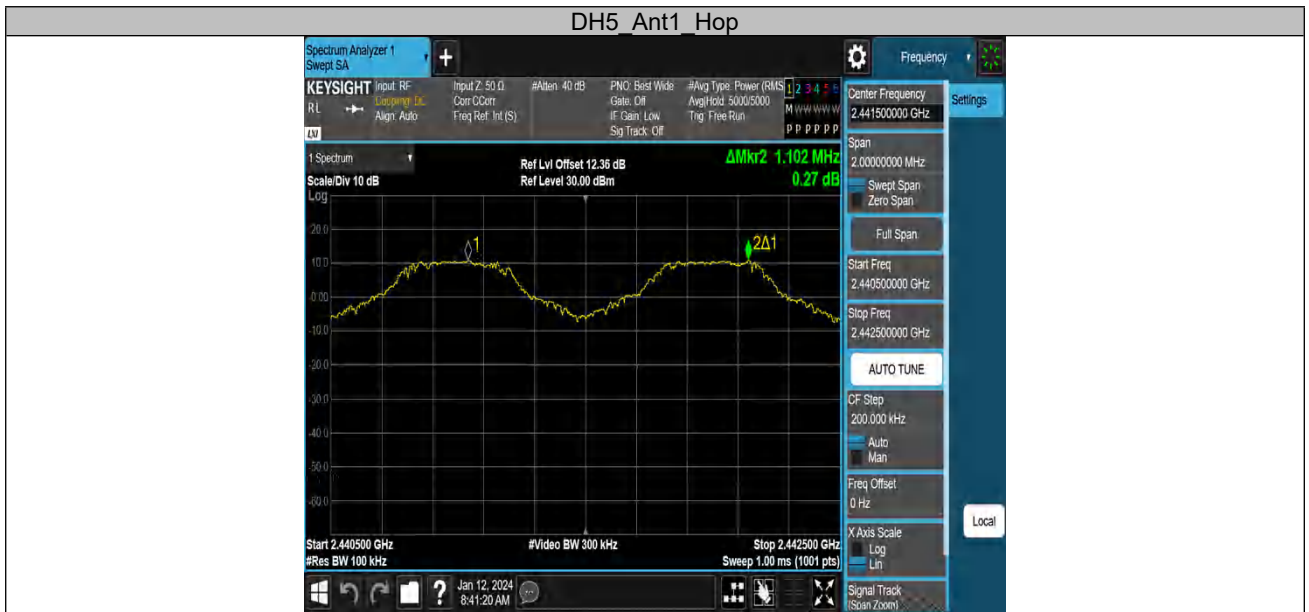 DH5_Ant1_Hop
Spectrum Analyzer 1
Swept SA
+
Frequency
KEYSIGHT
RL
LXI
Input: RF
Coupling: DC
Align: Auto
Input Z: 50 Ω
Corr CCorr
Freq Ref: Int (S)
#Atten: 40 dB
PNO: Best Wide
Gate: Off
IF Gain: Low
Sig Track: Off
#Avg Type: Power (RMS
Avg|Hold: 5000/5000
Trig: Free Run
1 2 3 4 5 6
M W W W W W
P P P P P P
1 Spectrum
Scale/Div 10 dB
Log
Ref Lvl Offset 12.36 dB
Ref Level 30.00 dBm
ΔMkr2 1.102 MHz
0.27 dB
20.0
10.0
0.00
-10.0
-20.0
-30.0
-40.0
-50.0
-60.0
1
2Δ1
Start 2.440500 GHz
#Res BW 100 kHz
#Video BW 300 kHz
Stop 2.442500 GHz
Sweep 1.00 ms (1001 pts)
?
Jan 12, 2024
8:41:20 AM
Center Frequency
2.441500000 GHz
Span
2.00000000 MHz
Swept Span
Zero Span
Full Span
Start Freq
2.440500000 GHz
Stop Freq
2.442500000 GHz
AUTO TUNE
CF Step
200.000 kHz
Auto
Man
Freq Offset
0 Hz
X Axis Scale
Log
Lin
Signal Track
(Span Zoom)
Settings
Local